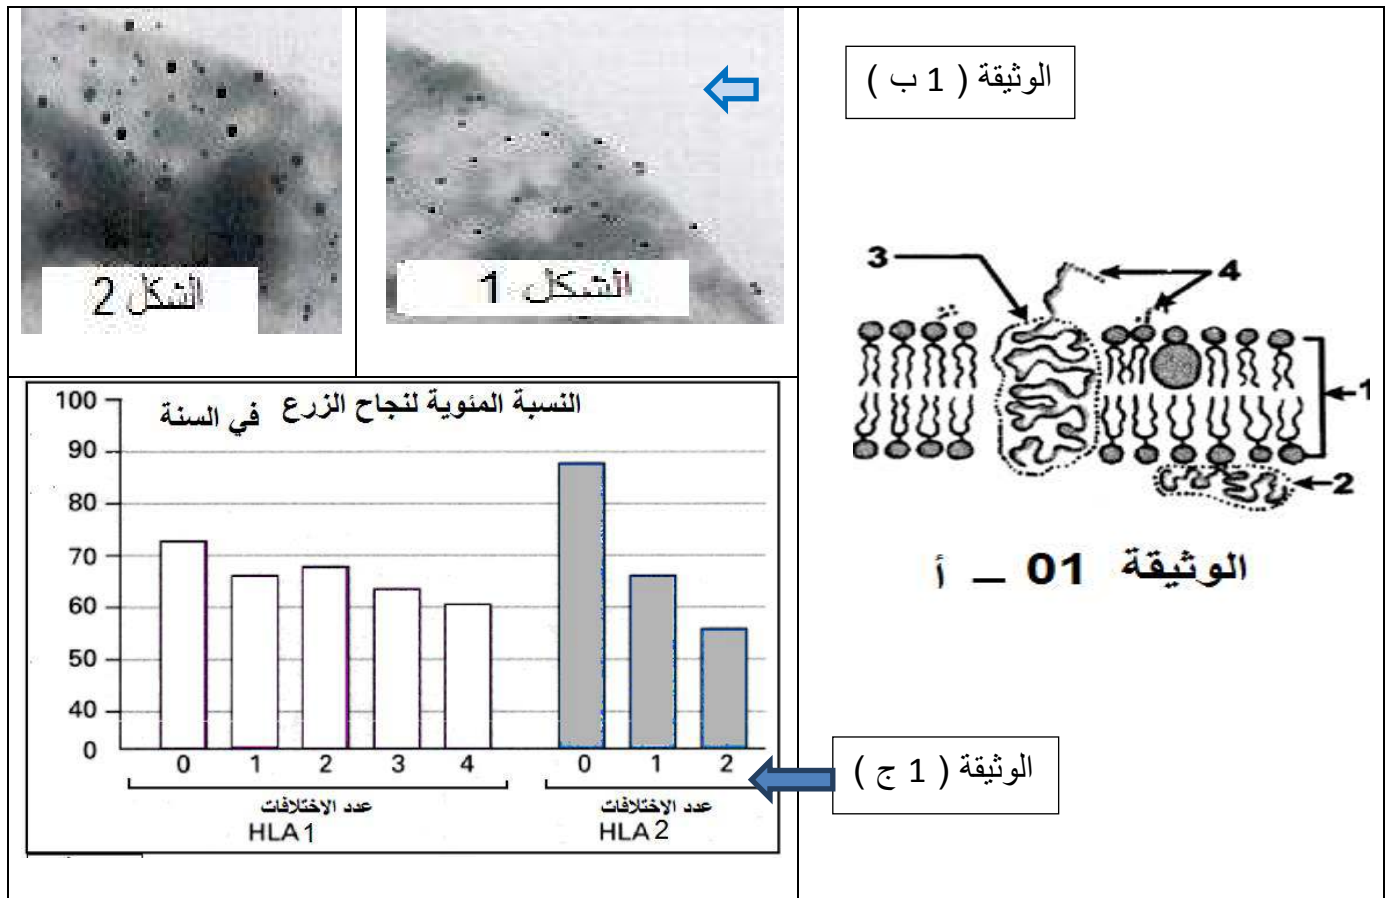 الشكل 2
الشكل 1
الوثيقة ( 1 ب )
3
4
1
2
الوثيقة 01 – أ
النسبة المئوية لنجاح الزرع في السنة
100
90
80
70
60
50
40
0
0 1 2 3 4
0 1 2
عدد الاختلافات
HLA 1
عدد الاختلافات
HLA 2
الوثيقة ( 1 ج )